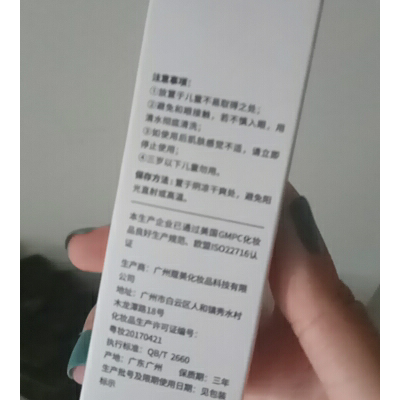 注意事项：
①放置于儿童不易取得之处；
②避免和眼接触，若不慎入眼，用
清水彻底清洗；
③如使用后肌肤感觉不适，请立即
停止使用；
④三岁以下儿童勿用。
保存方法：置于阴凉干爽处，避免阳
光直射或高温。
本生产企业已通过美国GMPC化妆
品良好生产规范、欧盟ISO22716认
证
生产商：广州蔻美化妆品科技有限
公司
地址：广州市白云区人和镇秀水村
木龙潭路18号
化妆品生产许可证编号：
粤妆20170421
执行标准：QB/T 2660
产地：广东广州 保质期：三年
生产批号及限期使用日期：见包装
标示